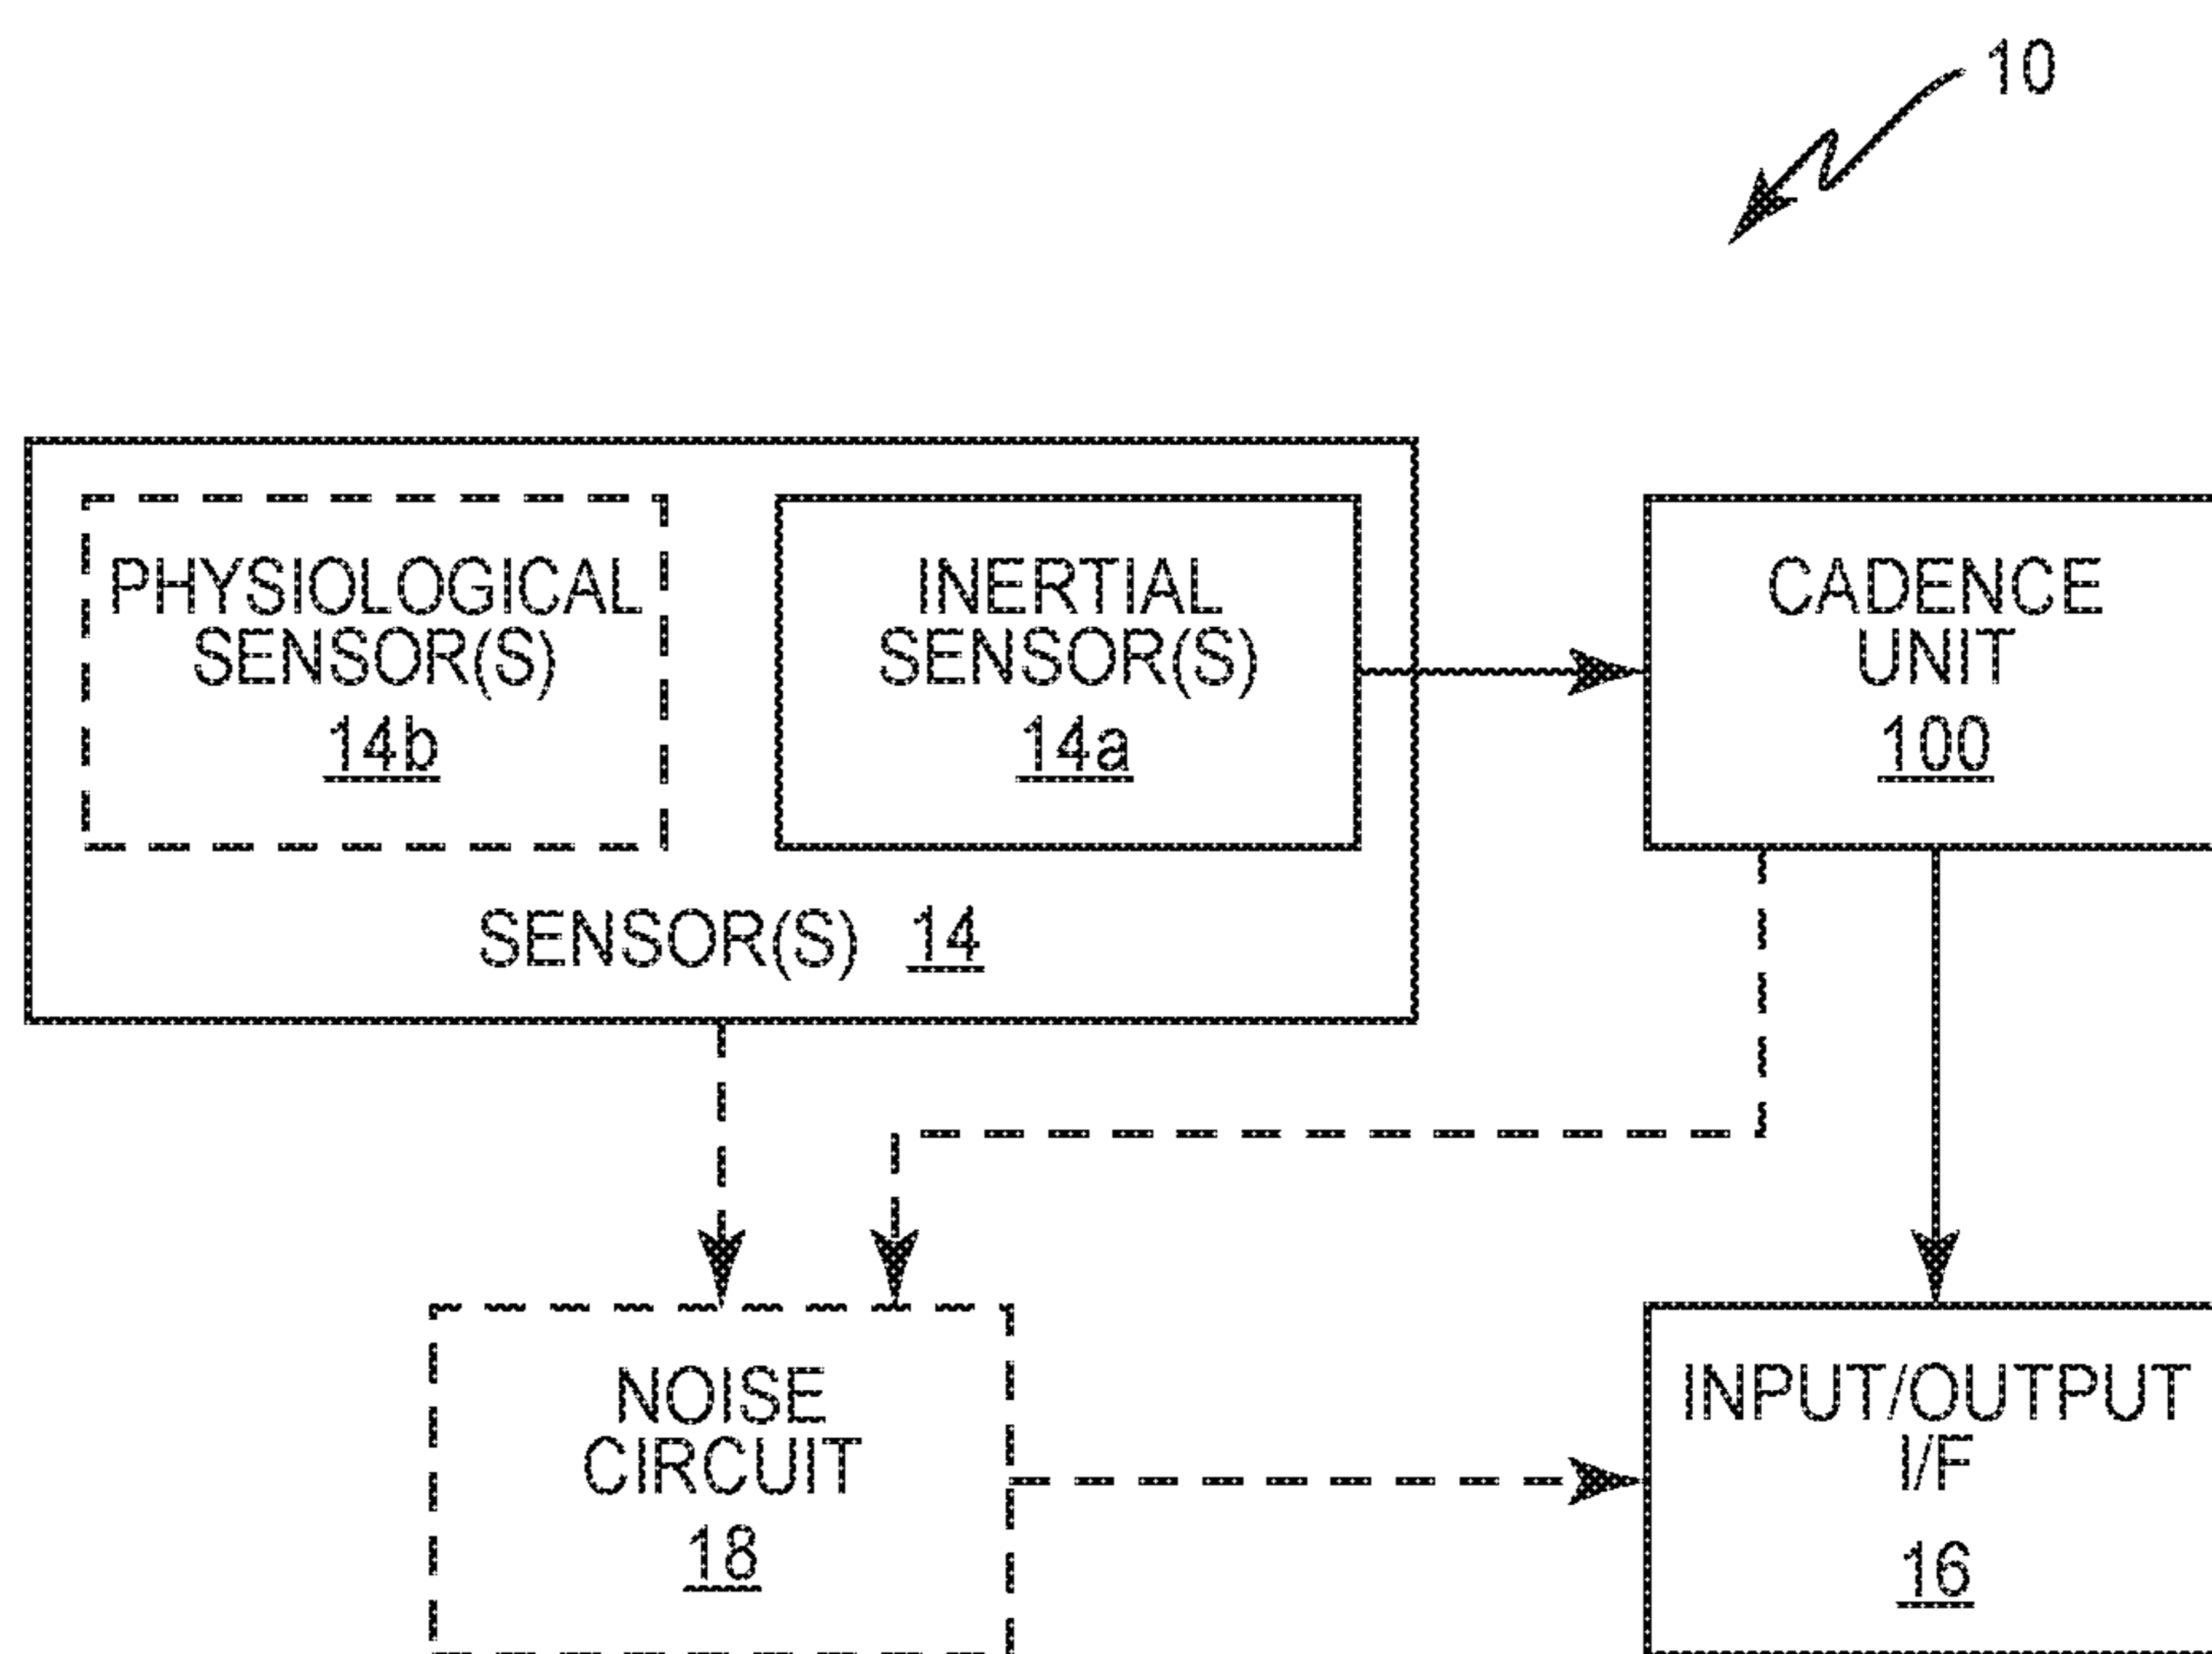 10
PHYSIOLOGICAL
SENSOR(S)
14b
INERTIAL
SENSOR(S)
14a
CADENCE
UNIT
100
SENSOR(S) 14
NOISE
CIRCUIT
18
INPUT/OUTPUT
I/F
16